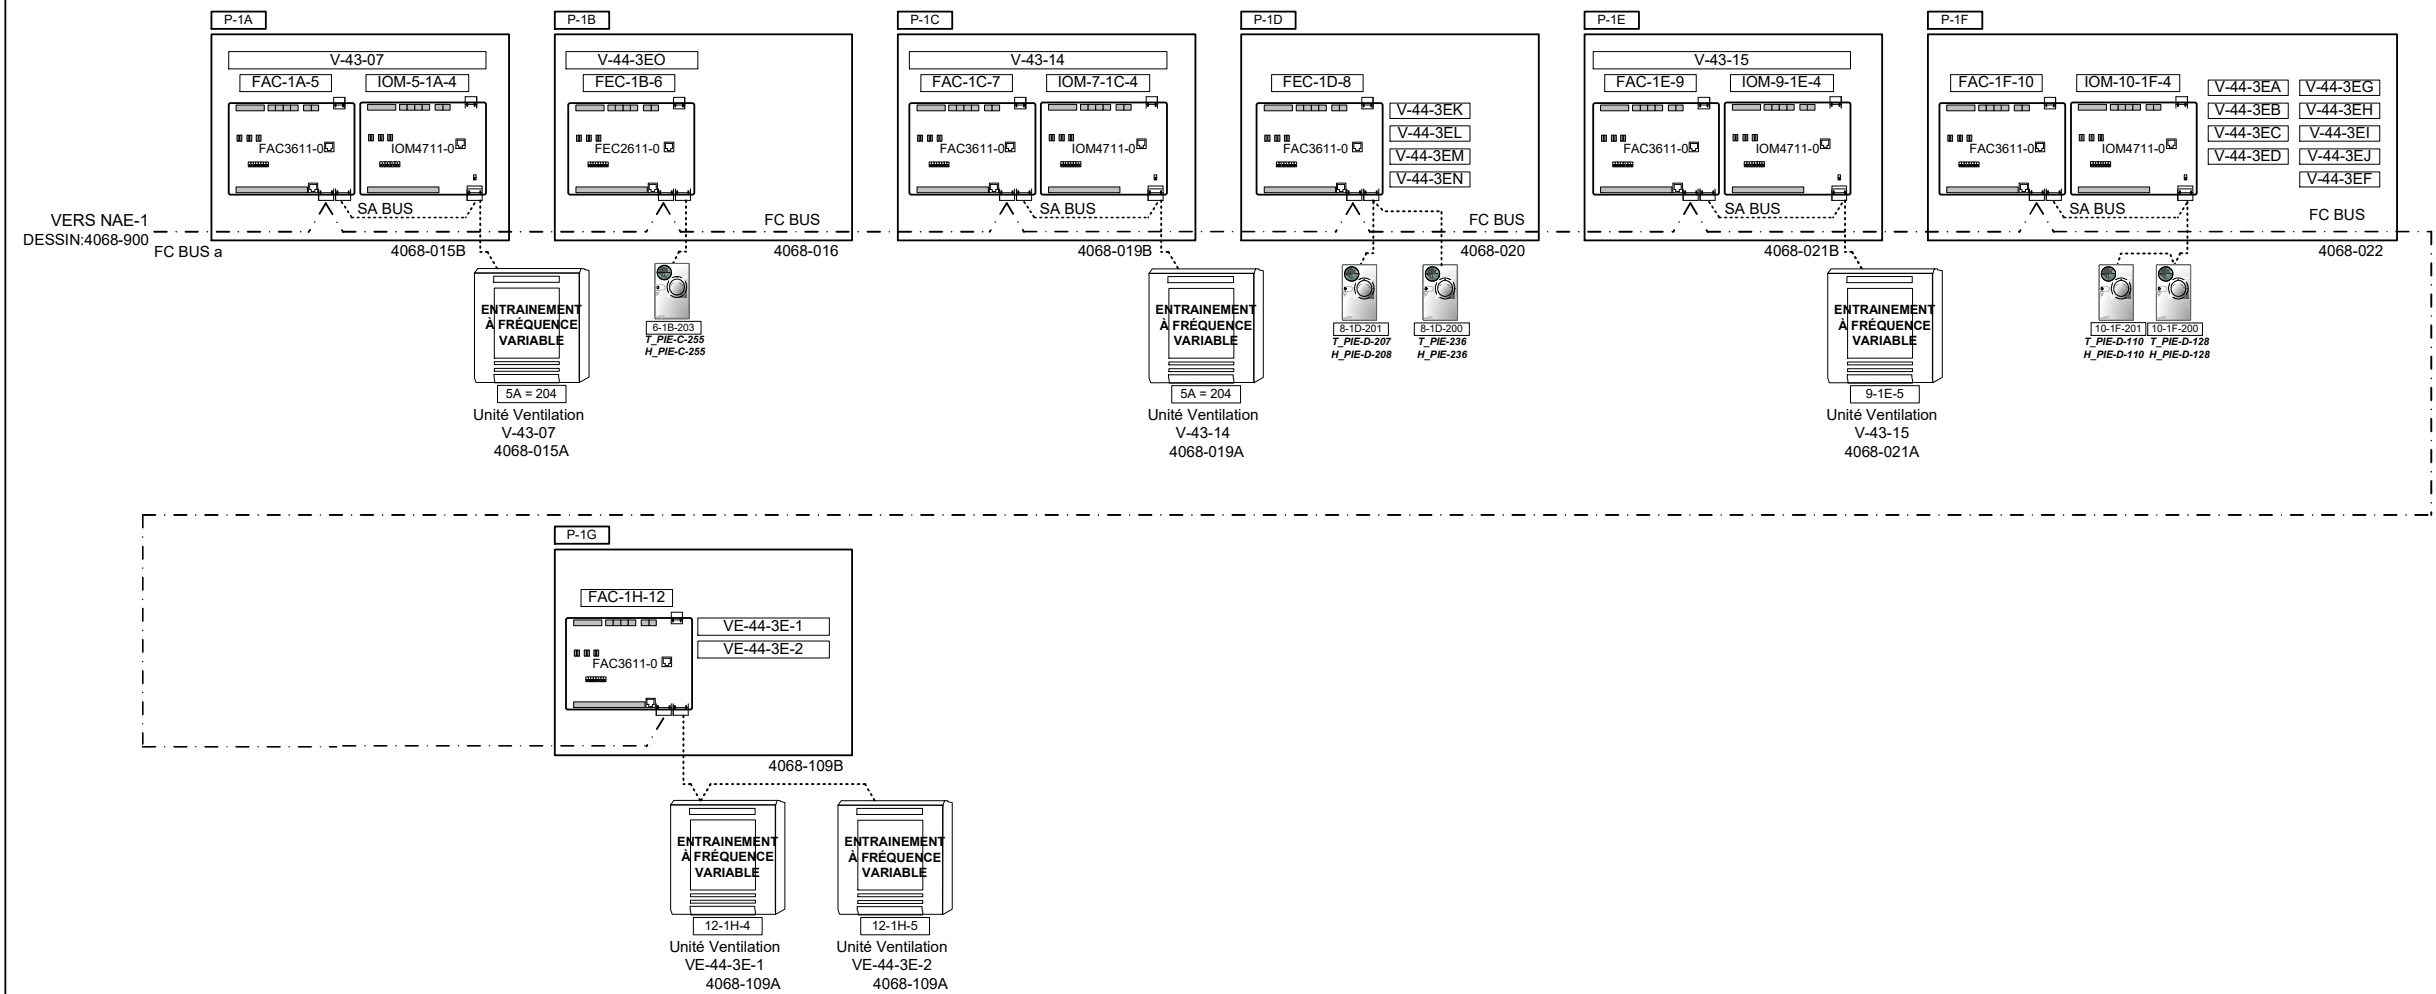 P-1A
V-43-07
FAC-1A-5
IOM-5-1A-4
FAC3611-0
IOM4711-0
SA BUS
VERS NAE-1
DESSIN:4068-900
FC BUS a
4068-015B
ENTRAINEMENT
À FRÉQUENCE
VARIABLE
5A = 204
Unité Ventilation
V-43-07
4068-015A
P-1B
V-44-3EO
FEC-1B-6
FEC2611-0
FC BUS
4068-016
6-1B-203
T_PIE-C-255
H_PIE-C-255
P-1C
V-43-14
FAC-1C-7
IOM-7-1C-4
FAC3611-0
IOM4711-0
SA BUS
4068-019B
ENTRAINEMENT
À FRÉQUENCE
VARIABLE
5A = 204
Unité Ventilation
V-43-14
4068-019A
P-1D
FEC-1D-8
FAC3611-0
V-44-3EK
V-44-3EL
V-44-3EM
V-44-3EN
FC BUS
4068-020
8-1D-201
T_PIE-D-207
H_PIE-D-208
8-1D-200
T_PIE-236
H_PIE-236
P-1E
V-43-15
FAC-1E-9
IOM-9-1E-4
FAC3611-0
IOM4711-0
SA BUS
4068-021B
ENTRAINEMENT
À FRÉQUENCE
VARIABLE
9-1E-5
Unité Ventilation
V-43-15
4068-021A
P-1F
FAC-1F-10
IOM-10-1F-4
FAC3611-0
IOM4711-0
V-44-3EA
V-44-3EB
V-44-3EC
V-44-3ED
V-44-3EG
V-44-3EH
V-44-3EI
V-44-3EJ
V-44-3EF
SA BUS
FC BUS
4068-022
10-1F-201
T_PIE-D-110
H_PIE-D-110
10-1F-200
T_PIE-D-128
H_PIE-D-128
P-1G
FAC-1H-12
FAC3611-0
VE-44-3E-1
VE-44-3E-2
4068-109B
ENTRAINEMENT
À FRÉQUENCE
VARIABLE
12-1H-4
Unité Ventilation
VE-44-3E-1
4068-109A
ENTRAINEMENT
À FRÉQUENCE
VARIABLE
12-1H-5
Unité Ventilation
VE-44-3E-2
4068-109A